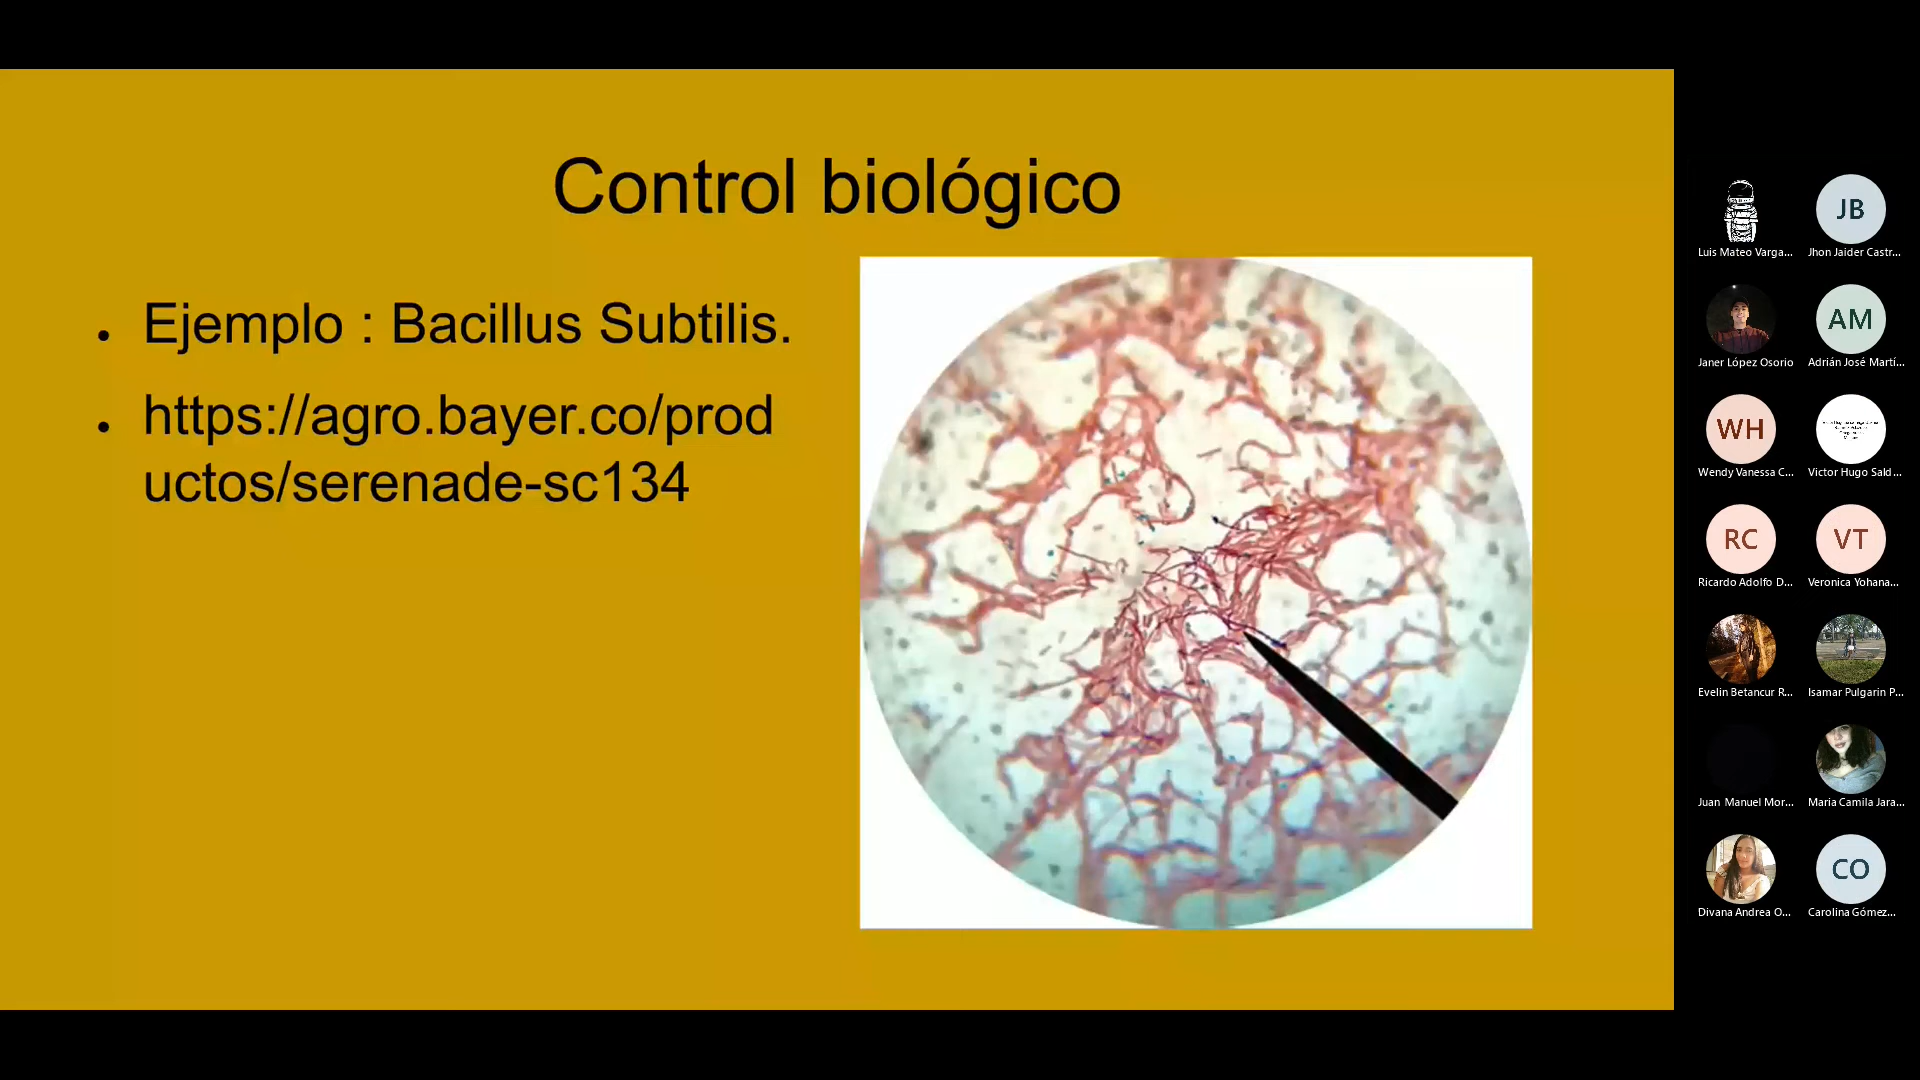 Control biológico
Ejemplo : Bacillus Subtilis.
https://agro.bayer.co/prod
uctos/serenade-sc134
JB
Luis Mateo Varga...
Jhon Jaider Castr...
AM
Janer López Osorio
Adrián José Martí...
WH
Wendy Vanessa C...
Victor Hugo Sald...
RC
VT
Ricardo Adolfo D...
Veronica Yohana...
Evelin Betancur R...
Isamar Pulgarin P...
Juan Manuel Mor...
Maria Camila Jara...
CO
Divana Andrea O...
Carolina Gómez...